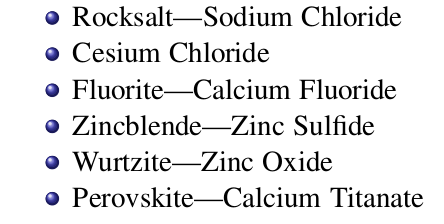 Rocksalt—Sodium Chloride
Cesium Chloride
Fluorite—Calcium Fluoride
Zincblende—Zinc Sulfide
Wurtzite—Zinc Oxide
Perovskite—Calcium Titanate